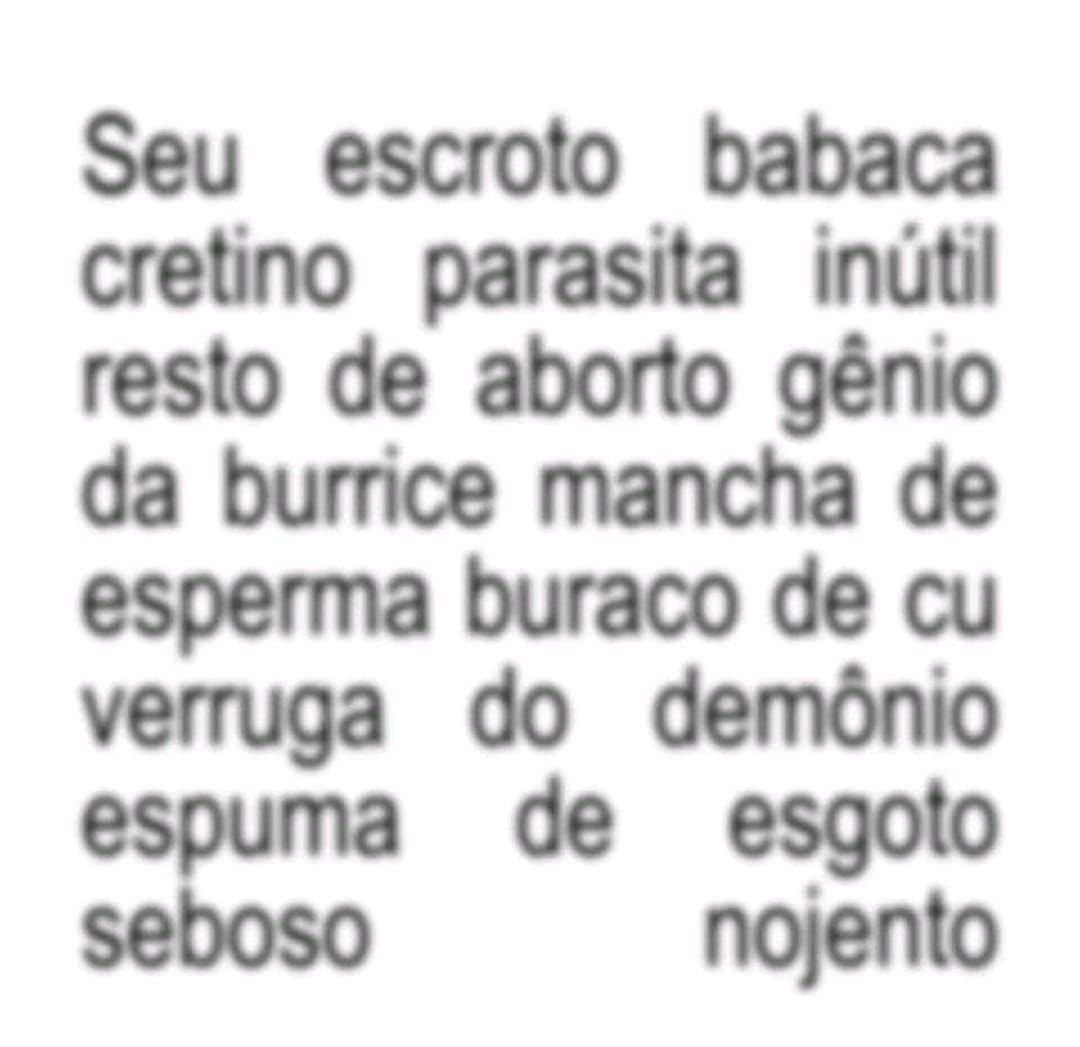 Seu escroto babaca
cretino parasita inútil
resto de aborto gênio
da burrice mancha de
esperma buraco de cu
verruga do demônio
espuma de esgoto
seboso nojento